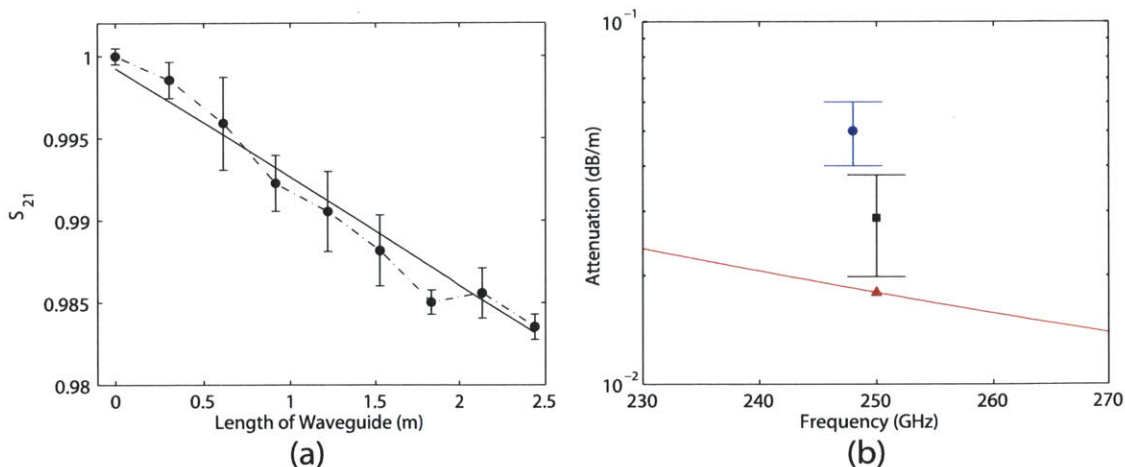 1
0.995
0.99
0.985
0.98
S21
0 0.5 1 1.5 2 2.5
Length of Waveguide (m)
(a)
10⁻¹
10⁻²
Attenuation (dB/m)
230 240 250 260 270
Frequency (GHz)
(b)